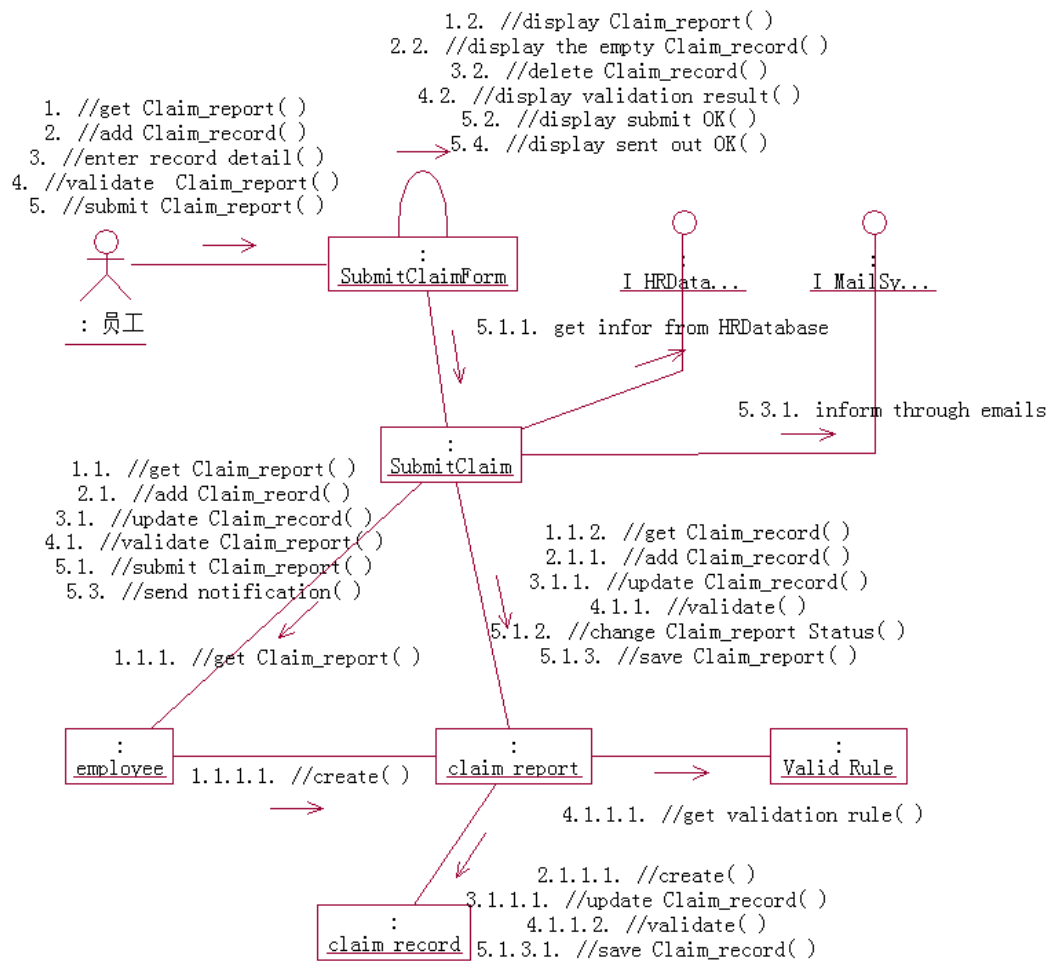 1.2. //display Claim_report( )
2.2. //display the empty Claim_record( )
3.2. //delete Claim_record( )
4.2. //display validation result( )
5.2. //display submit OK( )
5.4. //display sent out OK( )
1. //get Claim_report( )
2. //add Claim_record( )
3. //enter record detail( )
4. //validate  Claim_report( )
5. //submit Claim_report( )
:
SubmitClaimForm
:
I HRData...
:
I MailSy...
: 员工
5.1.1. get infor from HRDatabase
5.3.1. inform through emails
:
SubmitClaim
1.1. //get Claim_report( )
2.1. //add Claim_reord( )
3.1. //update Claim_record( )
4.1. //validate Claim_report( )
5.1. //submit Claim_report( )
5.3. //send notification( )
1.1.2. //get Claim_record( )
2.1.1. //add Claim_record( )
3.1.1. //update Claim_record( )
4.1.1. //validate( )
5.1.2. //change Claim_report Status( )
5.1.3. //save Claim_report( )
1.1.1. //get Claim_report( )
:
employee
:
claim report
:
Valid Rule
1.1.1.1. //create( )
4.1.1.1. //get validation rule( )
2.1.1.1. //create( )
3.1.1.1. //update Claim_record( )
4.1.1.2. //validate( )
5.1.3.1. //save Claim_record( )
:
claim record